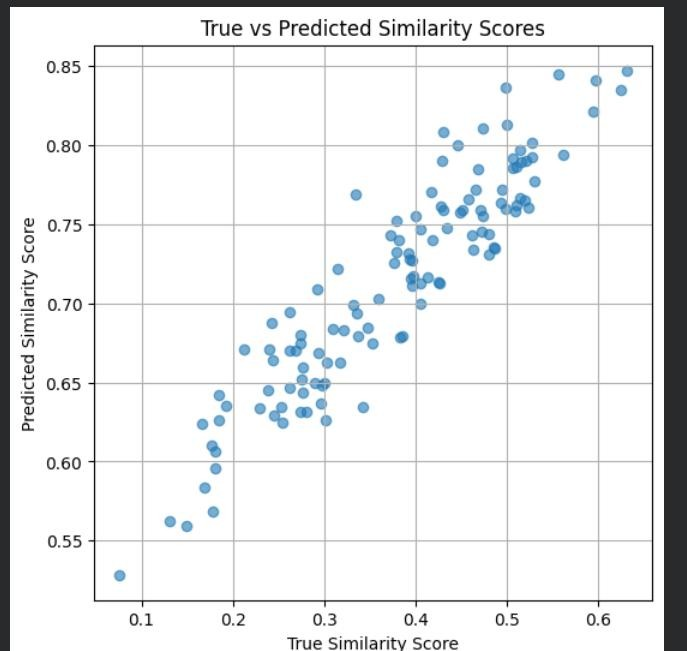 True vs Predicted Similarity Scores
Predicted Similarity Score
0.85
0.80
0.75
0.70
0.65
0.60
0.55
0.1 0.2 0.3 0.4 0.5 0.6
True Similarity Score